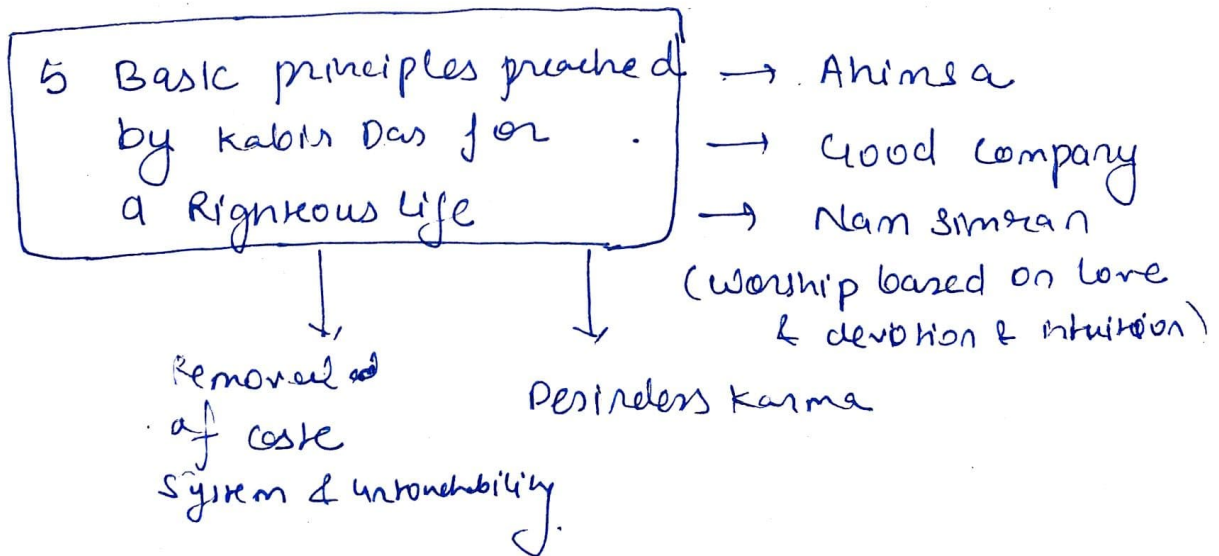 5 Basic principles preached
by Kabir Das for
a Righteous Life
→ Ahimsa
→ Good company
→ Nam simran
(worship based on love
& devotion & intuition)
Removal
of caste
system & untouchability.
Desireless Karma